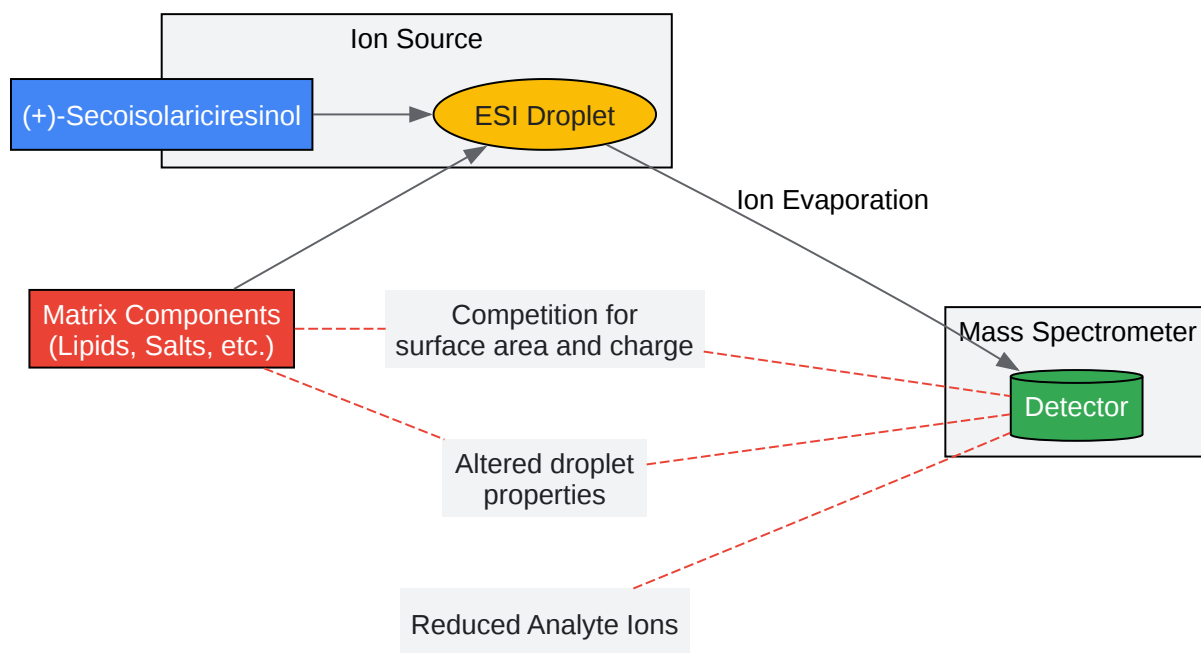 Ion Source
(+)-Secoisolariciresinol
ESI Droplet
Ion Evaporation
Matrix Components
(Lipids, Salts, etc.)
Competition for
surface area and charge
Mass Spectrometer
Detector
Altered droplet
properties
Reduced Analyte Ions